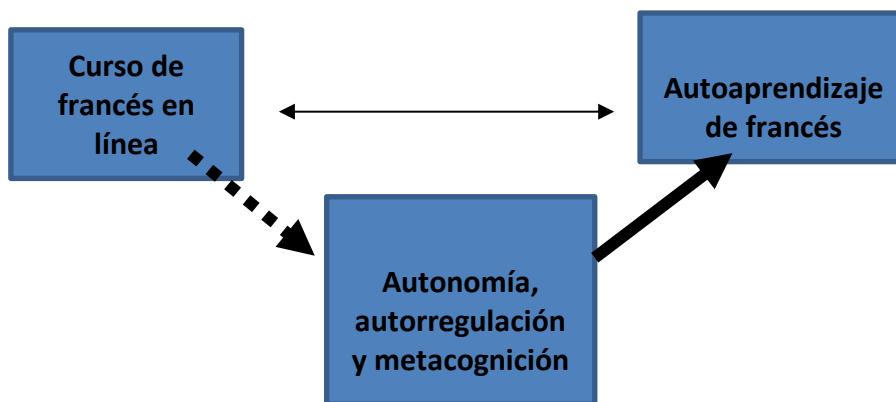 Curso de
francés en
línea
Autoaprendizaje
de francés
Autonomía,
autorregulación
y metacognición